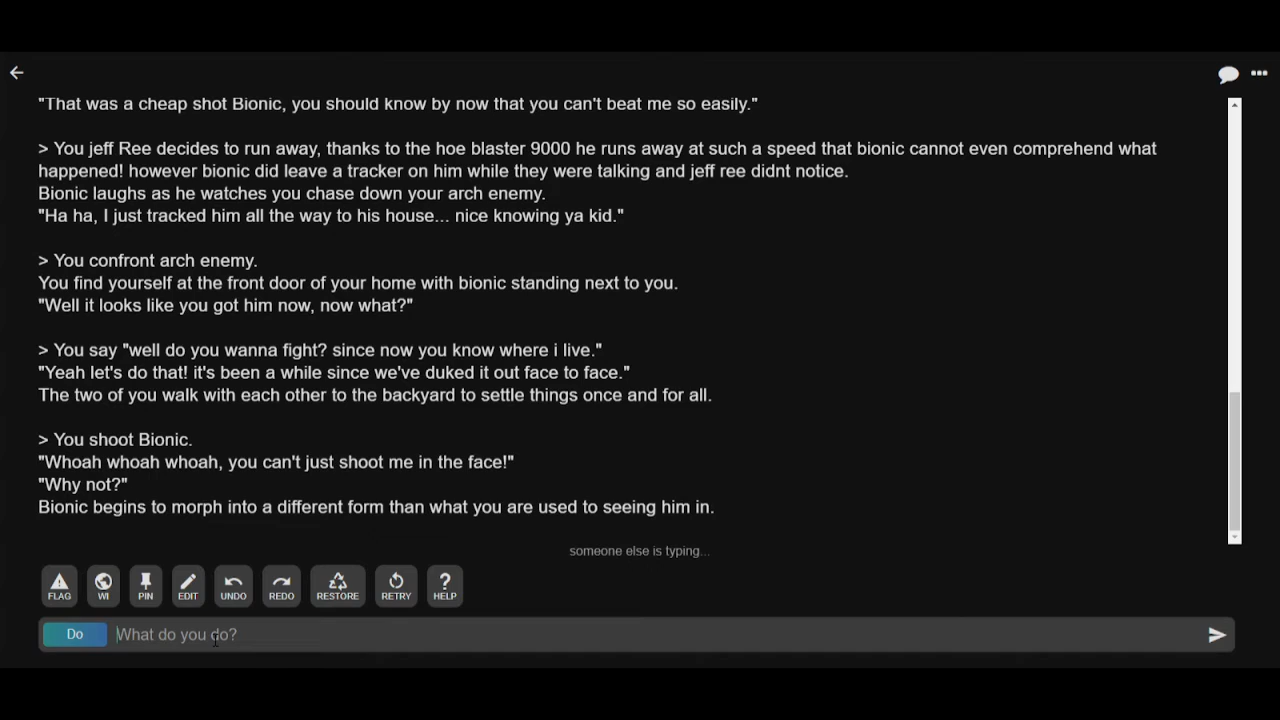 "That was a cheap shot Bionic, you should know by now that you can't beat me so easily."
> You jeff Ree decides to run away, thanks to the hoe blaster 9000 he runs away at such a speed that bionic cannot even comprehend what
happened! however bionic did leave a tracker on him while they were talking and jeff ree didnt notice.
Bionic laughs as he watches you chase down your arch enemy.
"Ha ha, I just tracked him all the way to his house... nice knowing ya kid."
> You confront arch enemy.
You find yourself at the front door of your home with bionic standing next to you.
"Well it looks like you got him now, now what?"
> You say "well do you wanna fight? since now you know where i live."
"Yeah let's do that! it's been a while since we've duked it out face to face."
The two of you walk with each other to the backyard to settle things once and for all.
> You shoot Bionic.
"Whoah whoah whoah, you can't just shoot me in the face!"
"Why not?"
Bionic begins to morph into a different form than what you are used to seeing him in.
someone else is typing...
FLAG WI PIN EDIT UNDO REDO RESTORE RETRY HELP
Do What do you do?